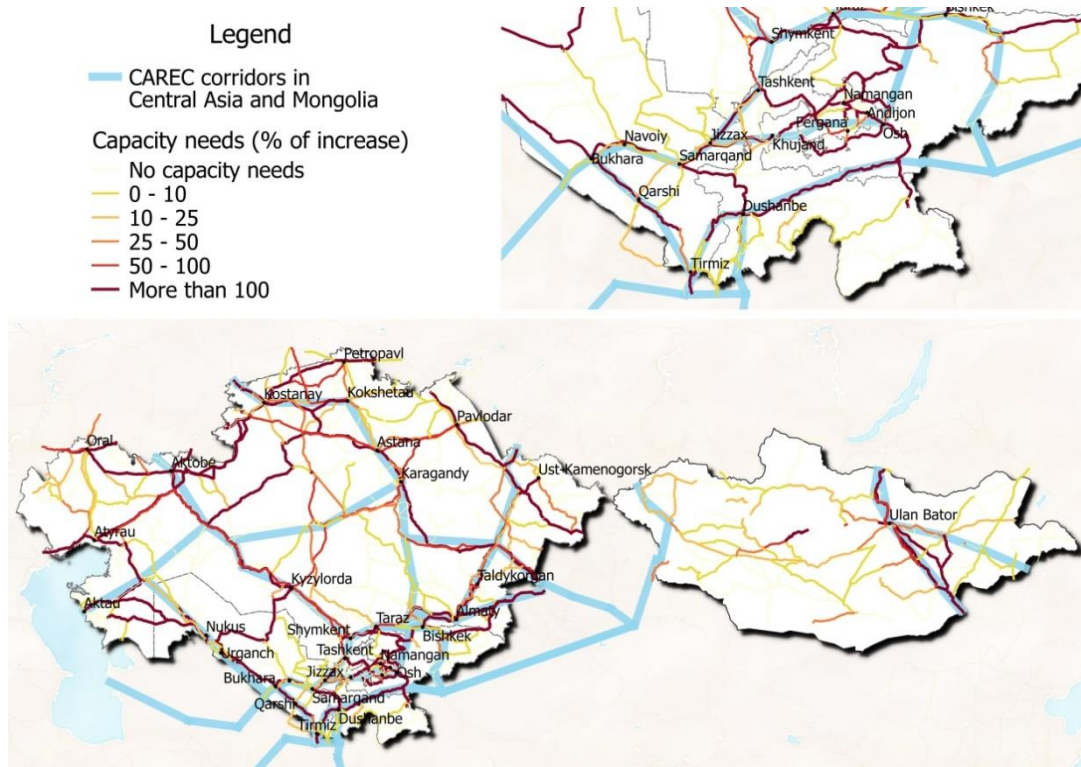 Legend
CAREC corridors in
Central Asia and Mongolia
Capacity needs (% of increase)
No capacity needs
0 - 10
10 - 25
25 - 50
50 - 100
More than 100
Bishkek
Shymkent
Tashkent
Namangan
Andijon
Fergana
Osh
Jizzax
Khujand
Navoiy
Bukhara
Samarqand
Qarshi
Dushanbe
Tirmiz
Petropavl
Kostanay
Kokshetau
Pavlodar
Oral
Astana
Aktobe
Karagandy
Ust-Kamenogorsk
Ulan Bator
Atyrau
Kyzylorda
Taldykorgan
Aktau
Almaty
Taraz
Nukus
Shymkent
Bishkek
Urganch
Tashkent
Namangan
Bukhara
Jizzax
Osh
Qarshi
Samarqand
Tirmiz
Dushanbe